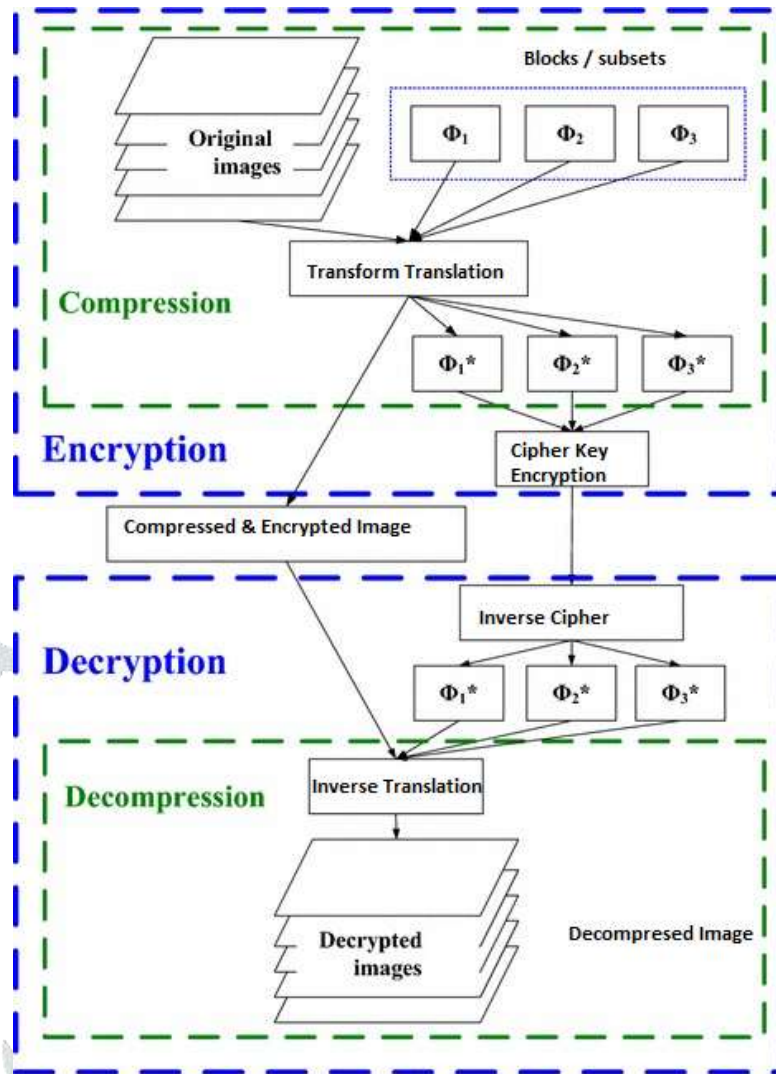 Blocks / subsets
Original
images
Φ₁
Φ₂
Φ₃
Transform Translation
Compression
Φ₁*
Φ₂*
Φ₃*
Encryption
Cipher Key
Encryption
Compressed & Encrypted Image
Inverse Cipher
Decryption
Φ₁*
Φ₂*
Φ₃*
Decompression
Inverse Translation
Decrypted
images
Decompresed Image